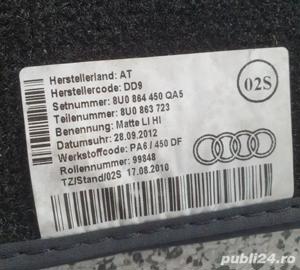 Herstellerland: AT
Herstellercode: DD9
Setnummer: 8U0 864 450 QA5
Teilenummer: 8U0 863 723
Benennung: Matte LI HI
Datumsuhr: 28.09.2012
Werkstoffcode: PA6 / 450 DF
Rollennummer: 99848
TZ/Stand/02S 17.08.2010
02S
publi24.ro